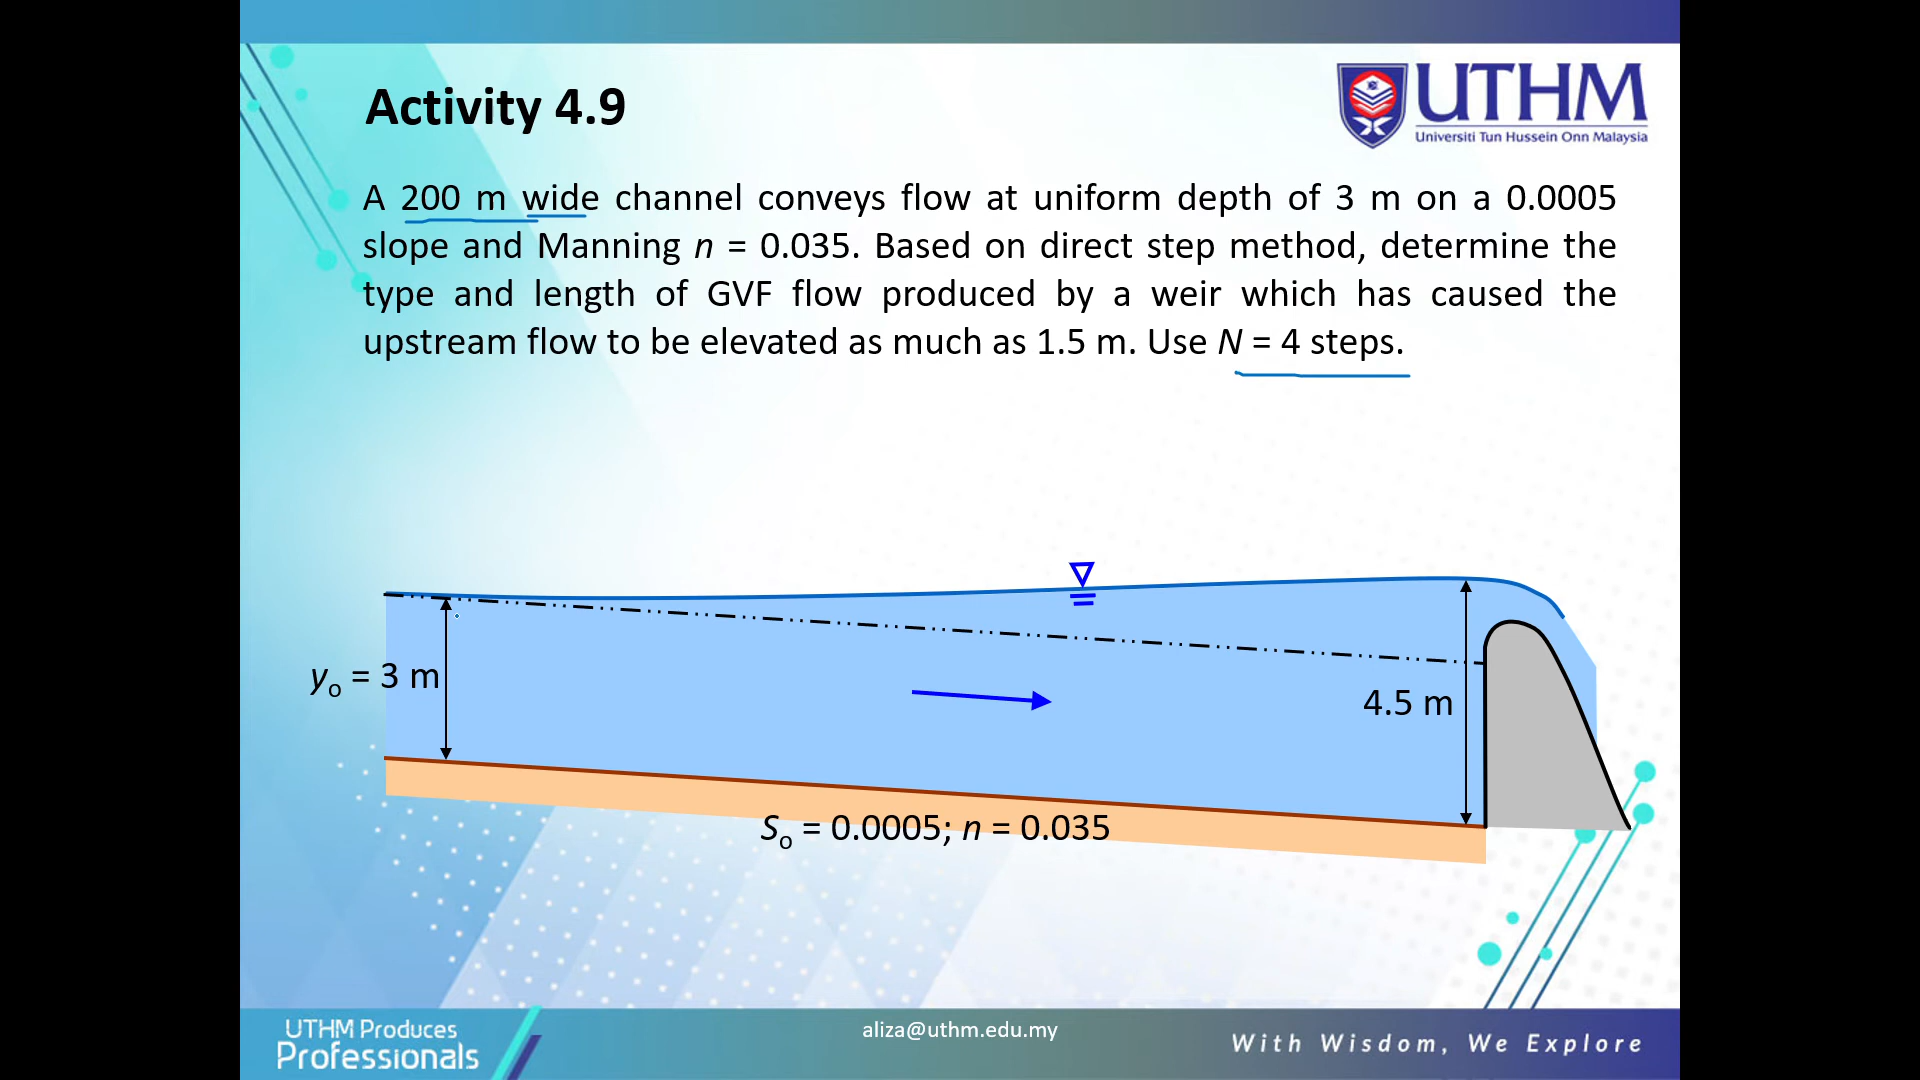 Activity 4.9
UTHM
Universiti Tun Hussein Onn Malaysia
A 200 m wide channel conveys flow at uniform depth of 3 m on a 0.0005
slope and Manning n = 0.035. Based on direct step method, determine the
type and length of GVF flow produced by a weir which has caused the
upstream flow to be elevated as much as 1.5 m. Use N = 4 steps.
yo = 3 m
4.5 m
So = 0.0005; n = 0.035
UTHM Produces
Professionals
aliza@uthm.edu.my
With Wisdom, We Explore